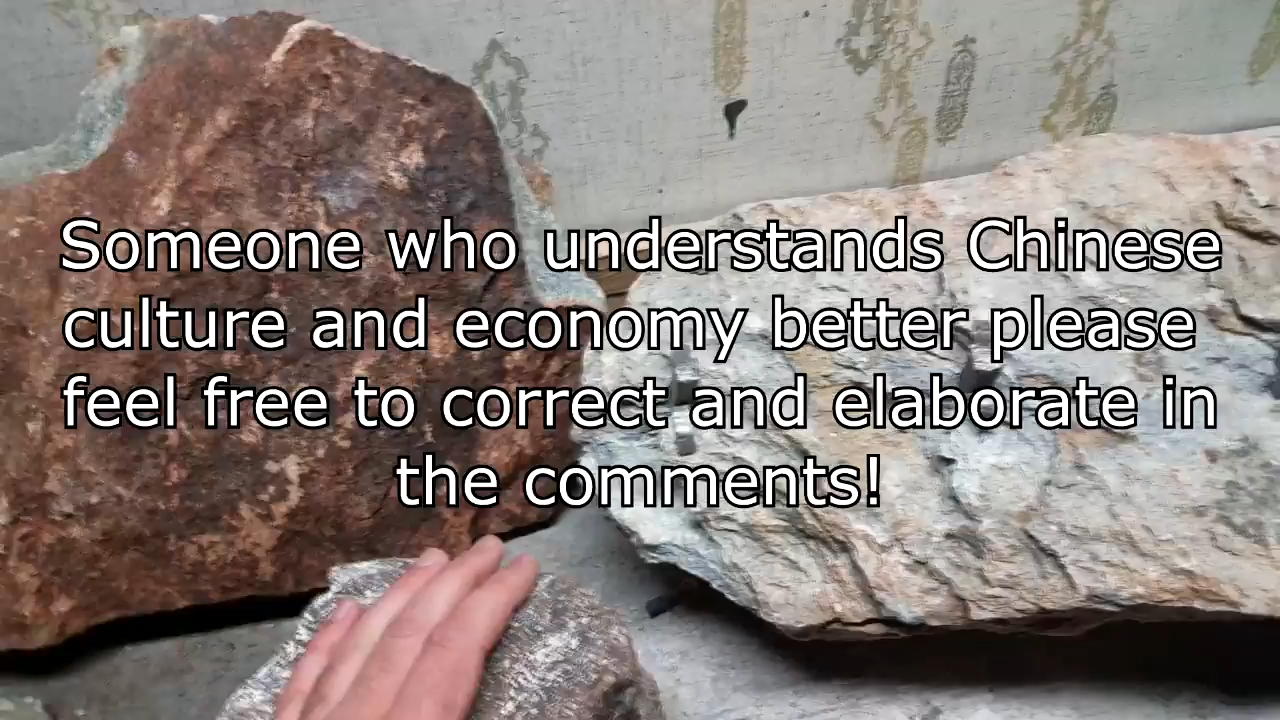 Someone who understands Chinese
culture and economy better please
feel free to correct and elaborate in
the comments!